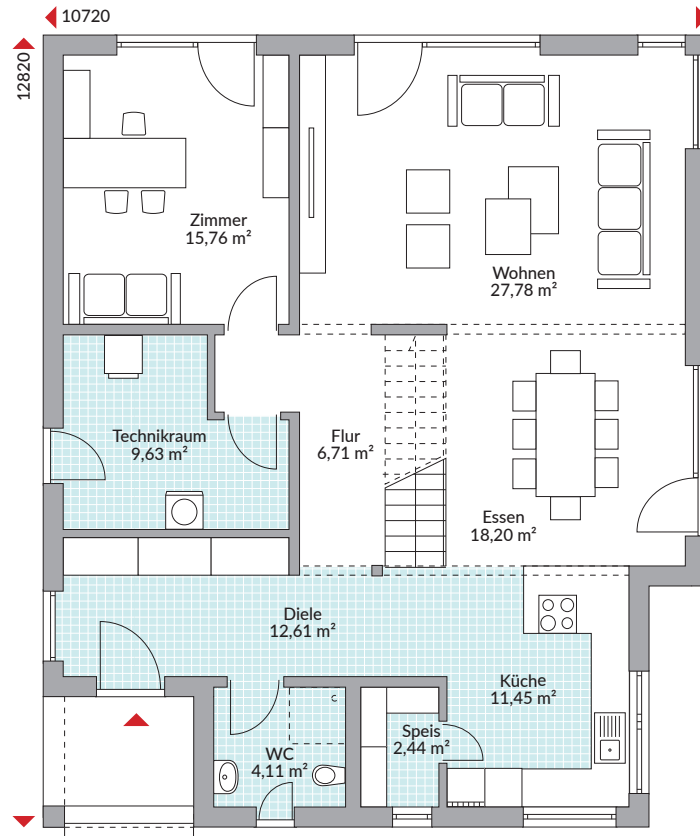 10720
12820
Zimmer
15,76 m²
Wohnen
27,78 m²
Technikraum
9,63 m²
Flur
6,71 m²
Essen
18,20 m²
Diele
12,61 m²
Küche
11,45 m²
Speis
2,44 m²
WC
4,11 m²